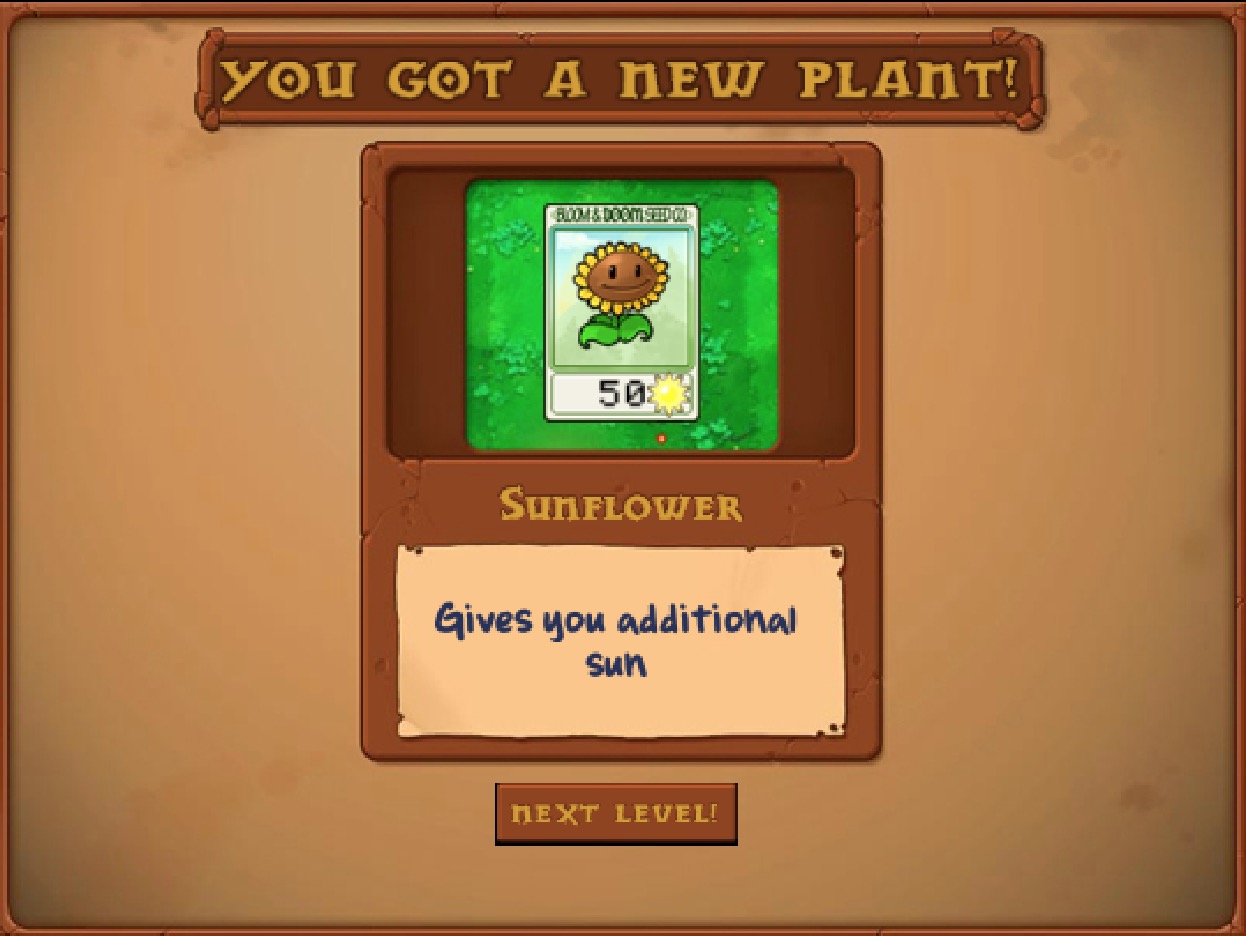 YOU GOT A NEW PLANT!
BLOOM & DOOM SEED CO
50
SUNFLOWER
Gives you additional
sun
NEXT LEVEL!